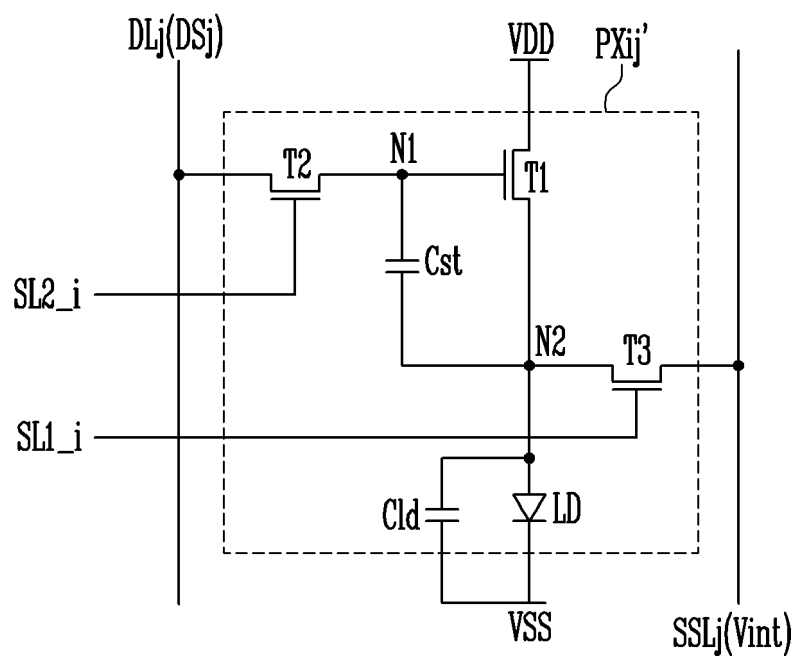 DLj(DSj)
VDD
PXij'
T2
N1
T1
Cst
SL2_i
N2
T3
SL1_i
Cld
LD
VSS
SSLj(Vint)